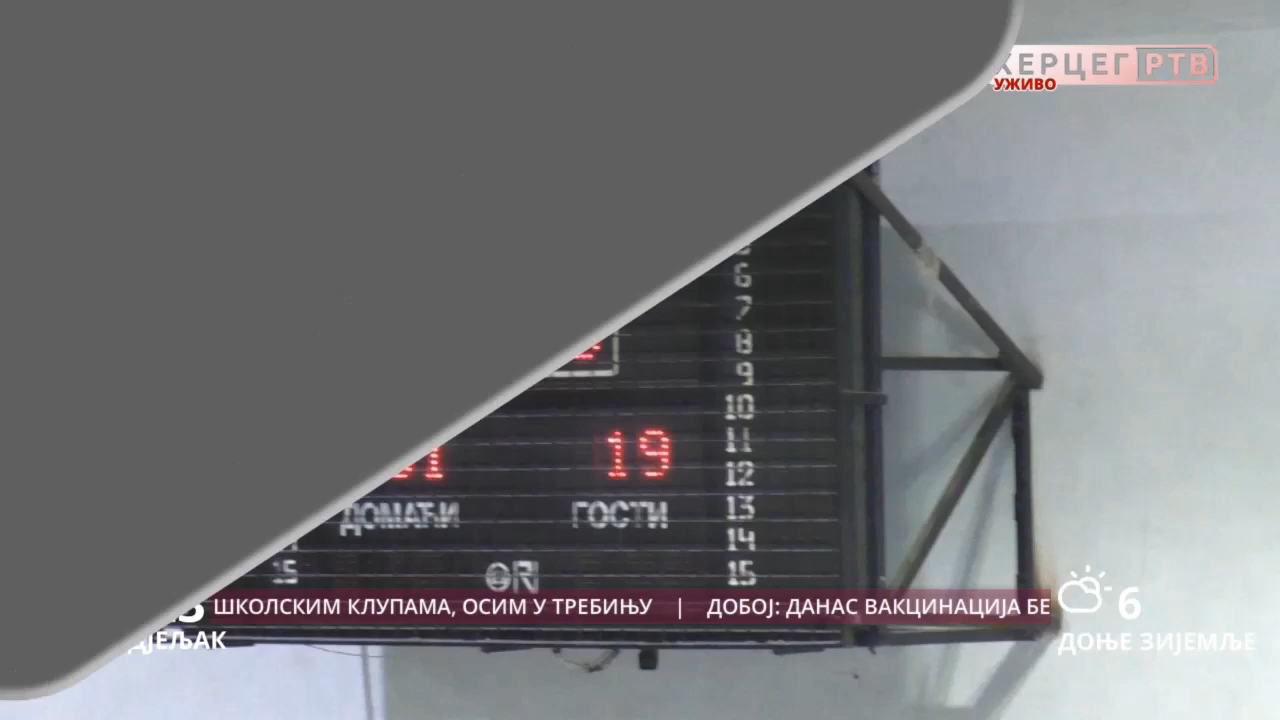 ХЕРЦЕГ РТВ
УЖИВО
6
7
8
9
10
11
12
13
14
15
19
ДОМАЋИ
ГОСТИ
15
ШКОЛСКИМ КЛУПАМА, ОСИМ У ТРЕБИЊУ | ДОБОЈ: ДАНАС ВАКЦИНАЦИЈА БЕ
6
ДОЊЕ ЗИЈЕМЉЕ